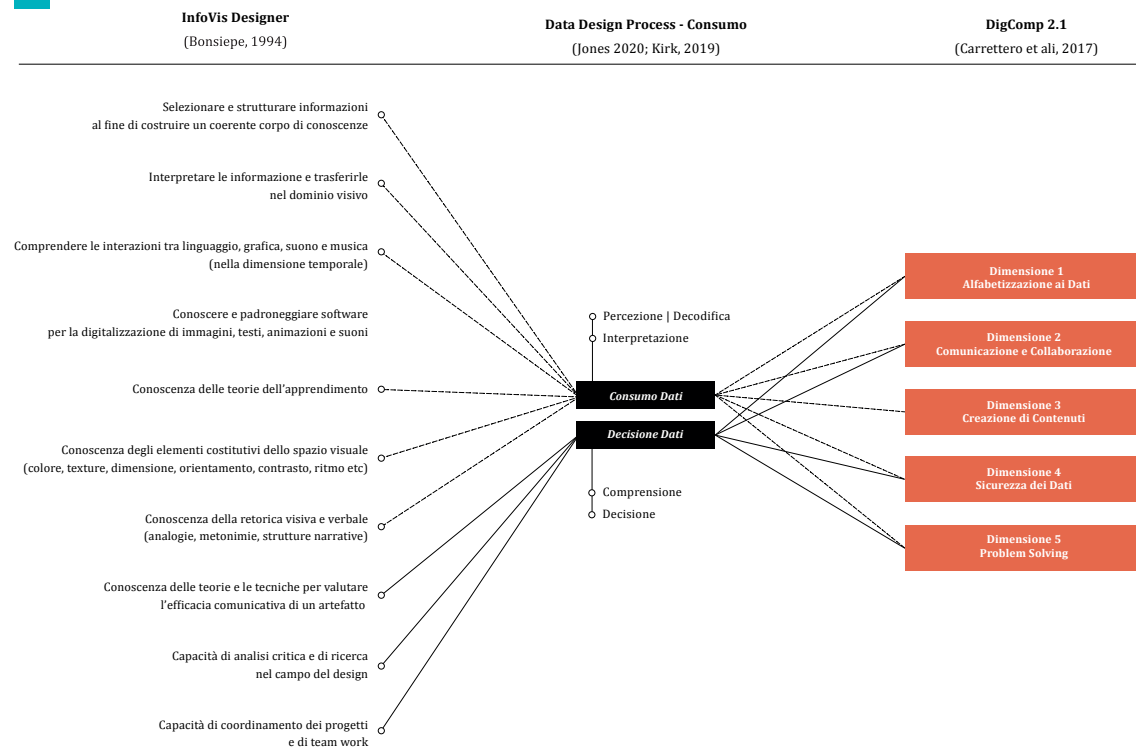 InfoVis Designer
(Bonsiepe, 1994)
Data Design Process - Consumo
(Jones 2020; Kirk, 2019)
DigComp 2.1
(Carrettero et ali, 2017)
Selezionare e strutturare informazioni
al fine di costruire un coerente corpo di conoscenze
Interpretare le informazione e trasferirle
nel dominio visivo
Comprendere le interazioni tra linguaggio, grafica, suono e musica
(nella dimensione temporale)
Conoscere e padroneggiare software
per la digitalizzazione di immagini, testi, animazioni e suoni
Conoscenza delle teorie dell'apprendimento
Conoscenza degli elementi costitutivi dello spazio visuale
(colore, texture, dimensione, orientamento, contrasto, ritmo etc)
Conoscenza della retorica visiva e verbale
(analogie, metonimie, strutture narrative)
Conoscenza delle teorie e le tecniche per valutare
l'efficacia comunicativa di un artefatto
Capacità di analisi critica e di ricerca
nel campo del design
Capacità di coordinamento dei progetti
e di team work
Percezione | Decodifica
Interpretazione
Consumo Dati
Decisione Dati
Comprensione
Decisione
Dimensione 1
Alfabetizzazione ai Dati
Dimensione 2
Comunicazione e Collaborazione
Dimensione 3
Creazione di Contenuti
Dimensione 4
Sicurezza dei Dati
Dimensione 5
Problem Solving